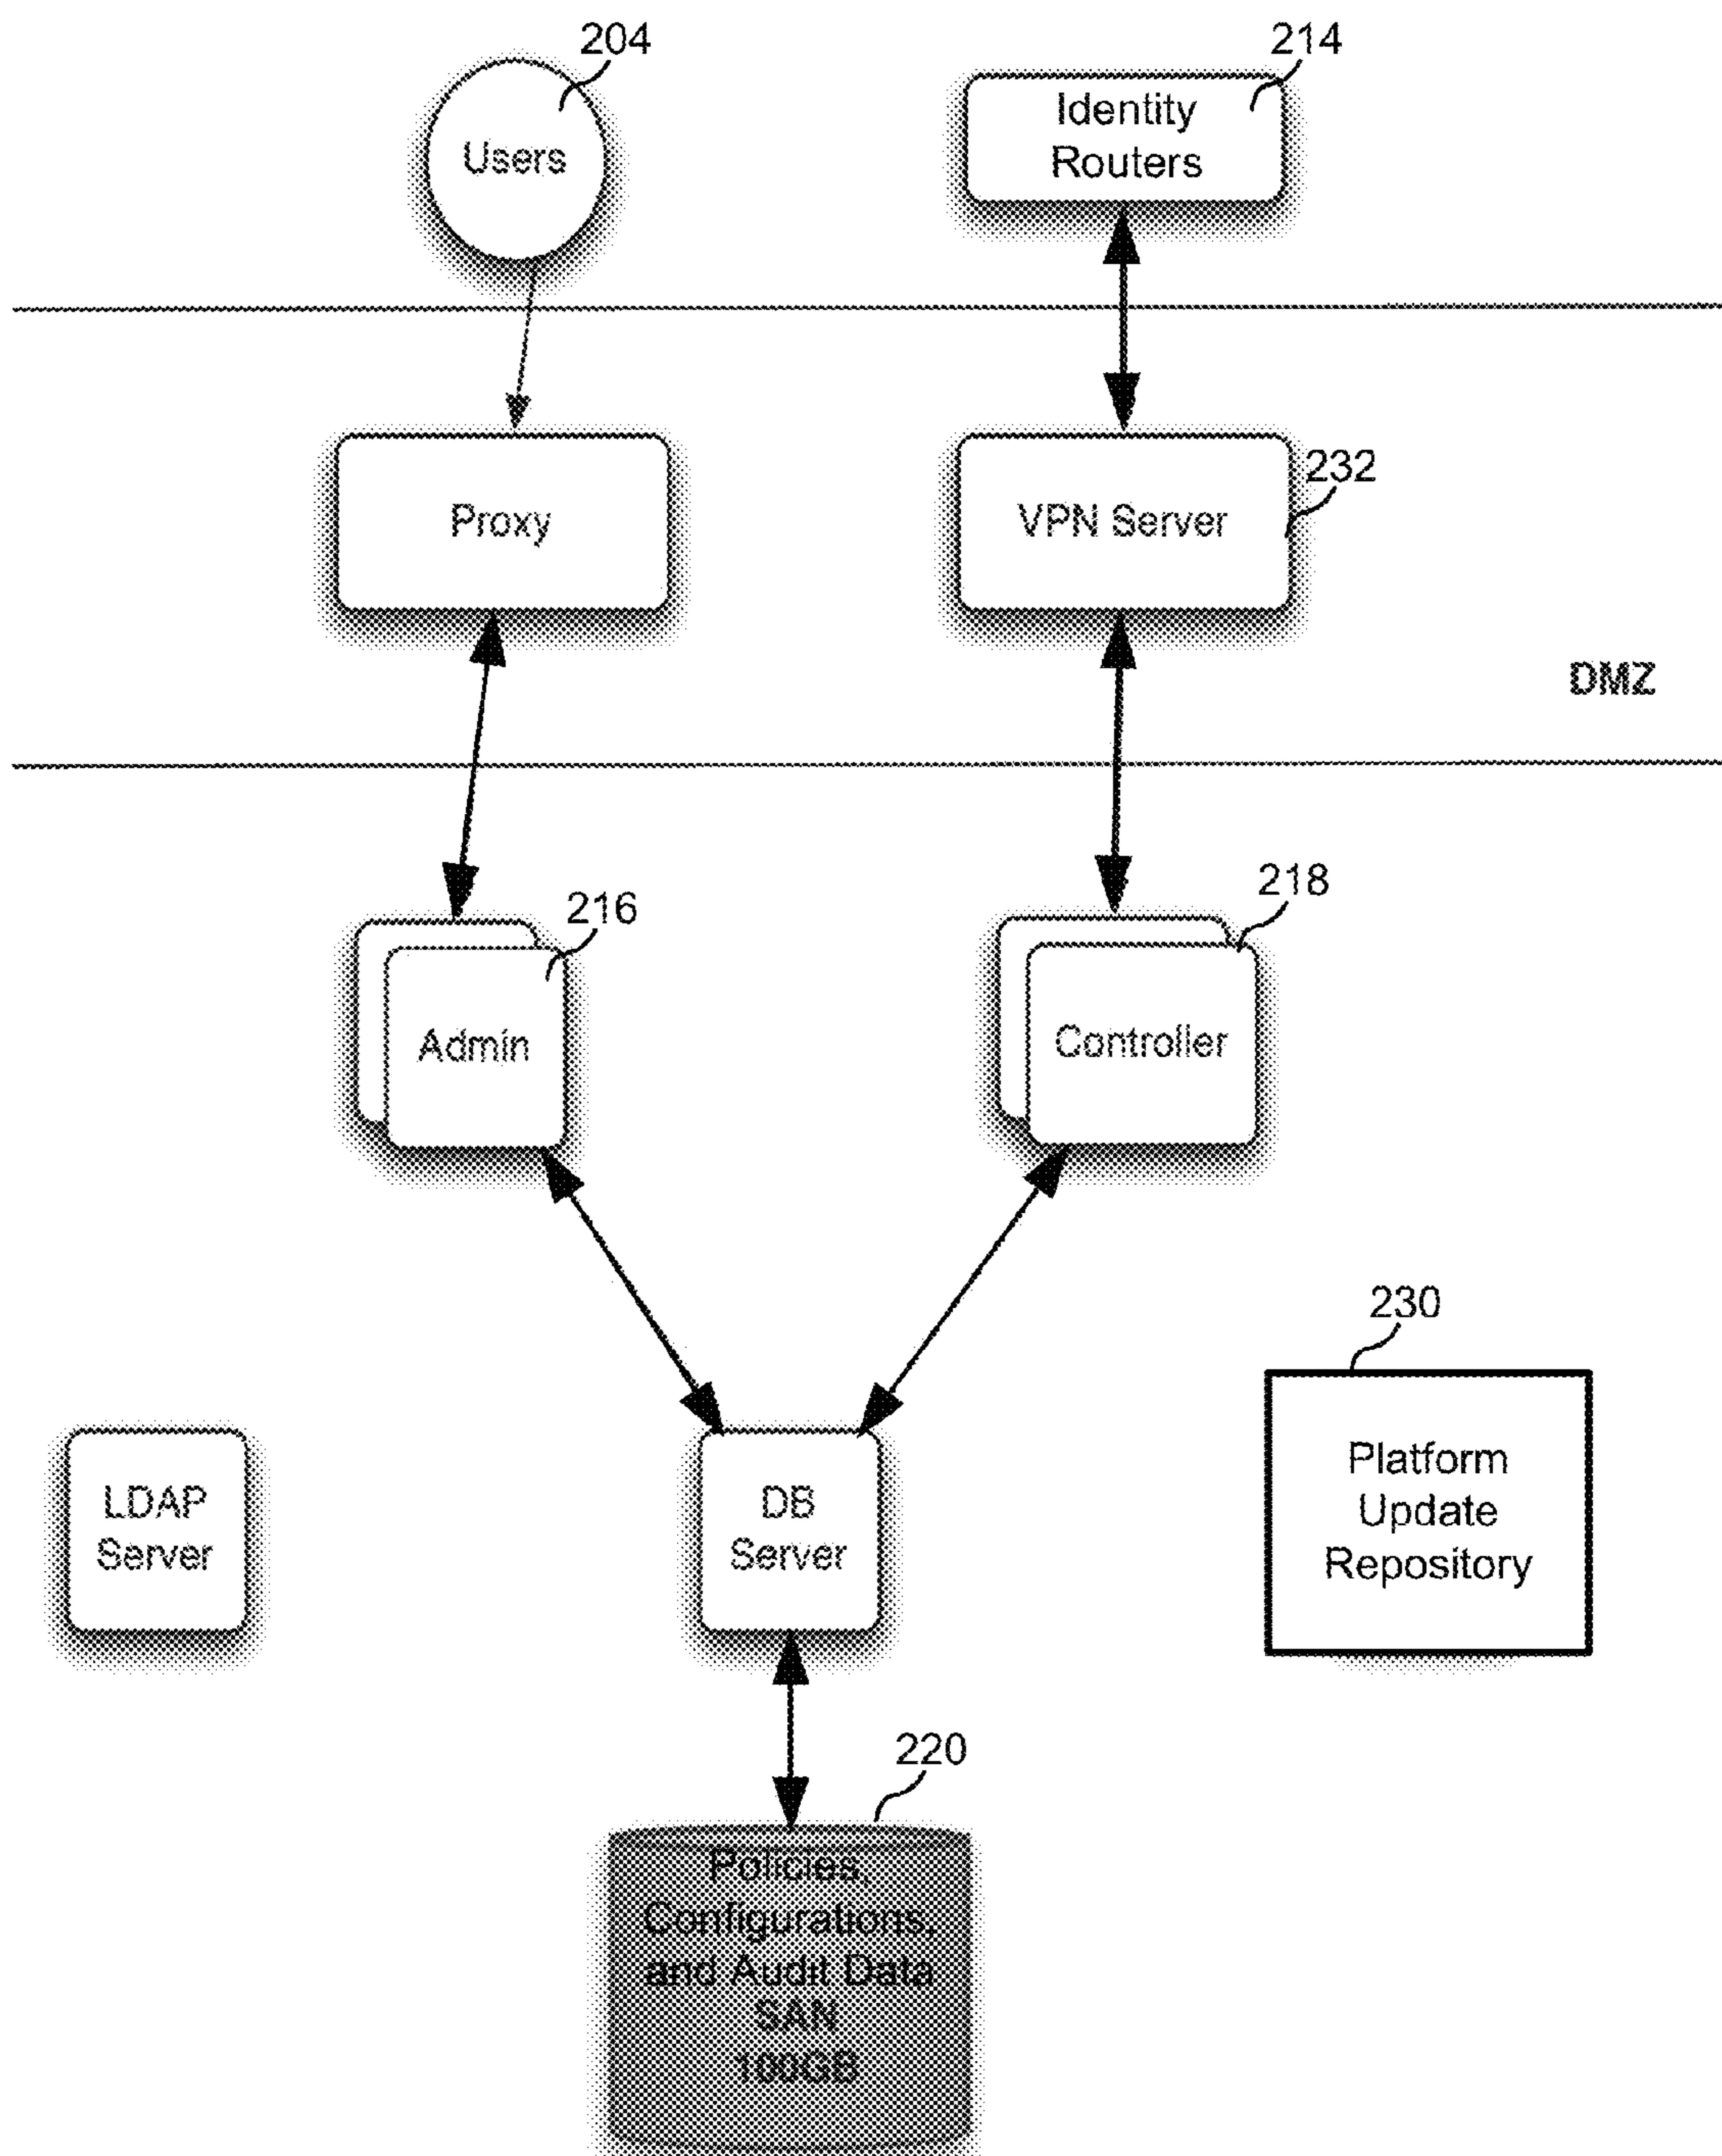 204
214
Users
Identity
Routers
Proxy
VPN Server
232
DMZ
216
218
Admin
Controller
230
LDAP
Server
DB
Server
Platform
Update
Repository
220
Policies,
Configurations,
and Audit Data
SAN
100GB